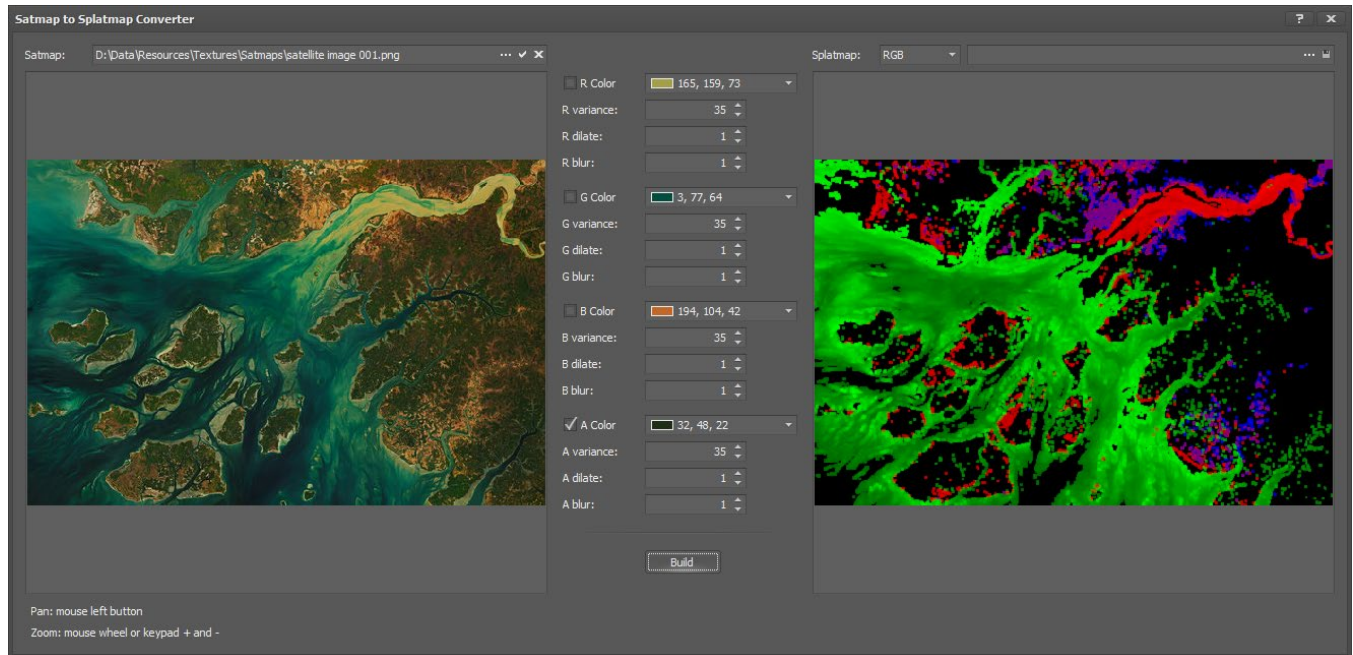 Satmap to Splatmap Converter ? x
Satmap: D:\Data\Resources\Textures\Satmaps\satellite image 001.png ...
Splatmap: RGB ...
R Color 165, 159, 73
R variance: 35
R dilate: 1
R blur: 1
G Color 3, 77, 64
G variance: 35
G dilate: 1
G blur: 1
B Color 194, 104, 42
B variance: 35
B dilate: 1
B blur: 1
A Color 32, 48, 22
A variance: 35
A dilate: 1
A blur: 1
Build
Pan: mouse left button
Zoom: mouse wheel or keypad + and -